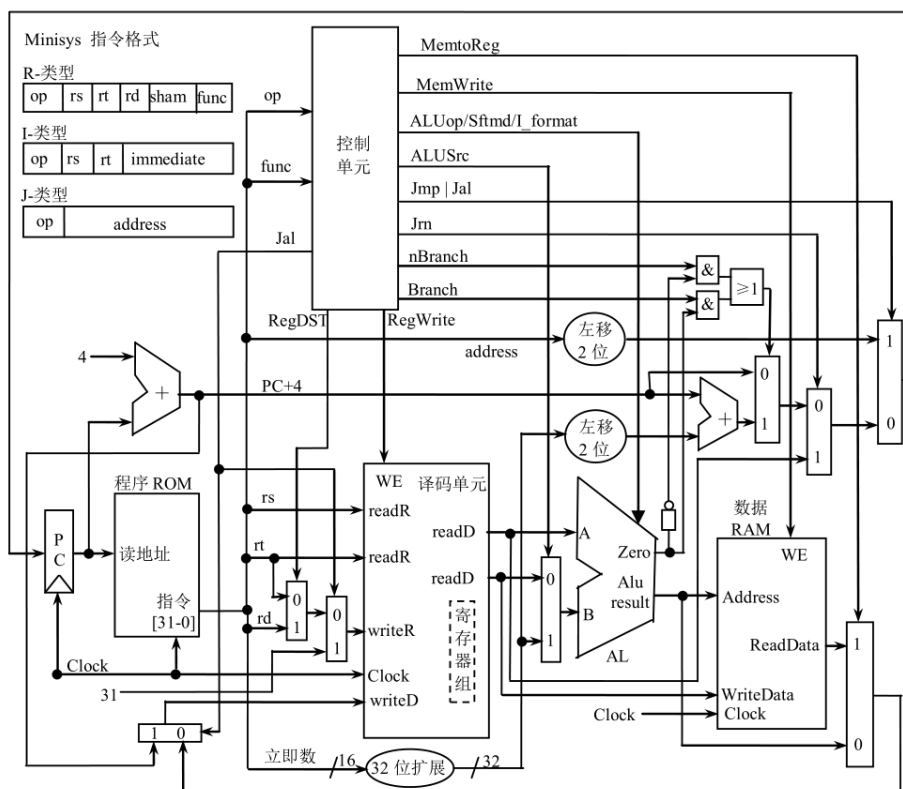 Minisys 指令格式
R-类型
op rs rt rd sham func
I-类型
op rs rt immediate
J-类型
op address
控制
单元
op
func
Jal
MemtoReg
MemWrite
ALUop/Sftmd/I_format
ALUSrc
Jmp | Jal
Jrn
nBranch
Branch
RegDST
RegWrite
&
&
≥1
address
左移
2 位
1
0
4
+
PC+4
0
1
0
1
+
左移
2 位
程序 ROM
读地址
指令
[31-0]
P
C
Clock
31
rs
rt
rd
0
1
0
1
WE
译码单元
readR
readR
writeR
Clock
writeD
readD
readD
寄存器组
0
1
A
B
Zero
Alu
result
AL
数据
RAM
WE
Address
ReadData
WriteData
Clock
Clock
1
0
1 0
立即数
16
32 位扩展
32